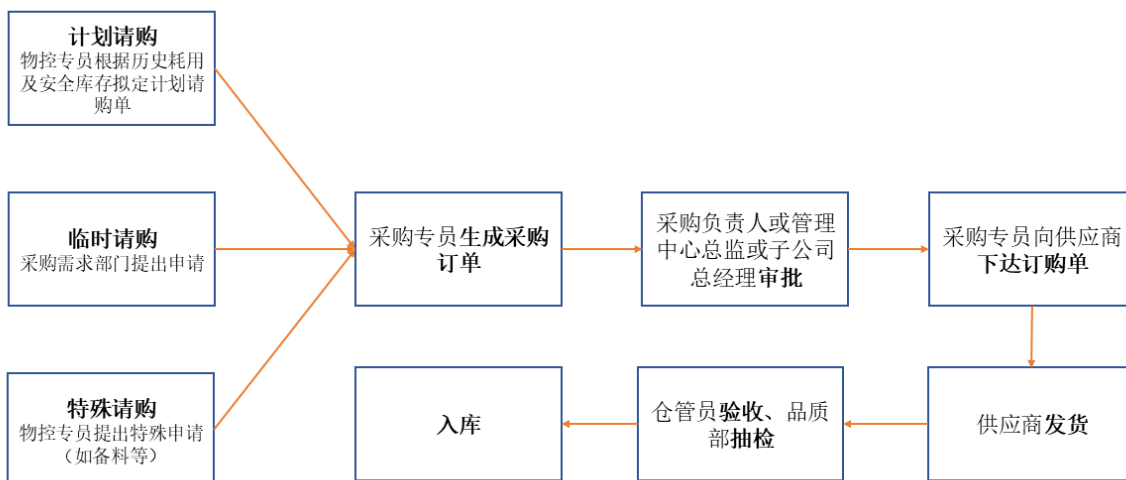 计划请购
物控专员根据历史耗用
及安全库存拟定计划请
购单
临时请购
采购需求部门提出申请
特殊请购
物控专员提出特殊申请
（如备料等）
采购专员生成采购
订单
采购负责人或管理
中心总监或子公司
总经理审批
采购专员向供应商
下达订购单
供应商发货
仓管员验收、品质
部抽检
入库